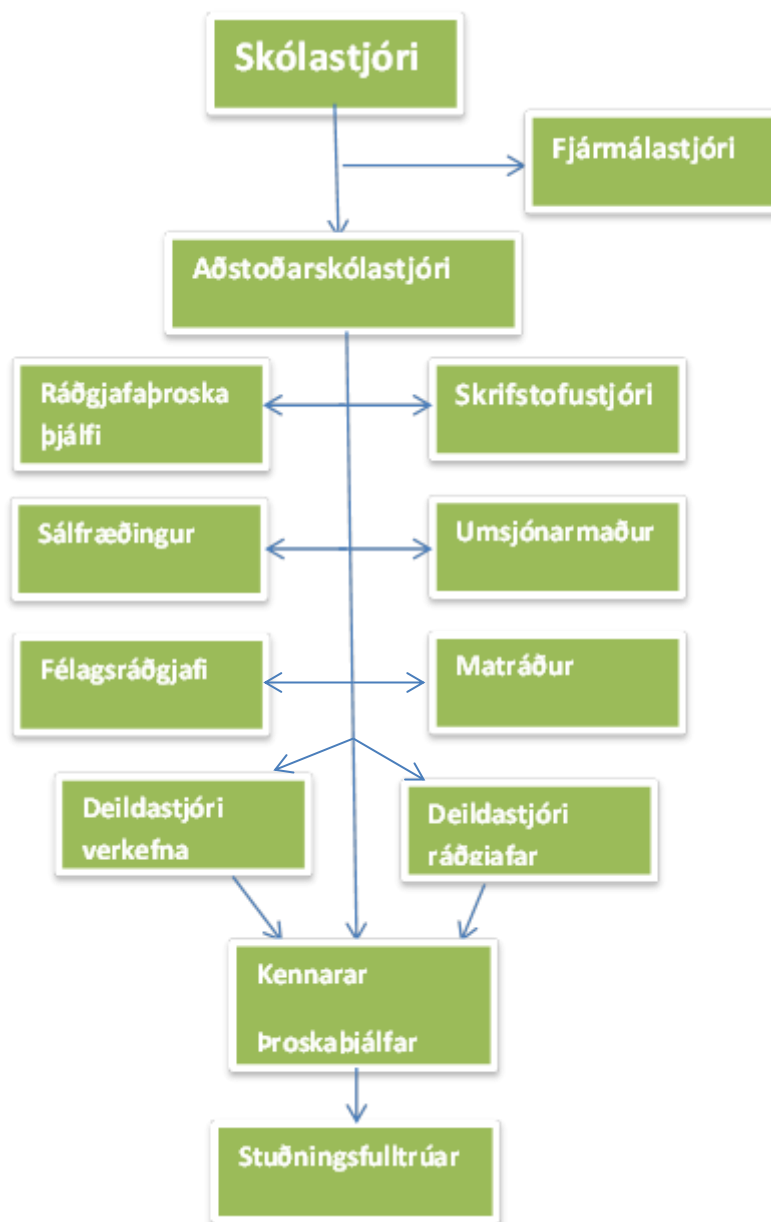 Skólastjóri
Fjármálastjóri
Aðstoðarskólastjóri
Ráðgjafaþroska
þjálfi
Skrifstofustjóri
Sálfræðingur
Umsjónarmaður
Félagsráðgjafi
Matráður
Deildastjóri
verkefna
Deildastjóri
ráðgjafar
Kennarar
Þroskaþjálfar
Stuðningsfulltrúar